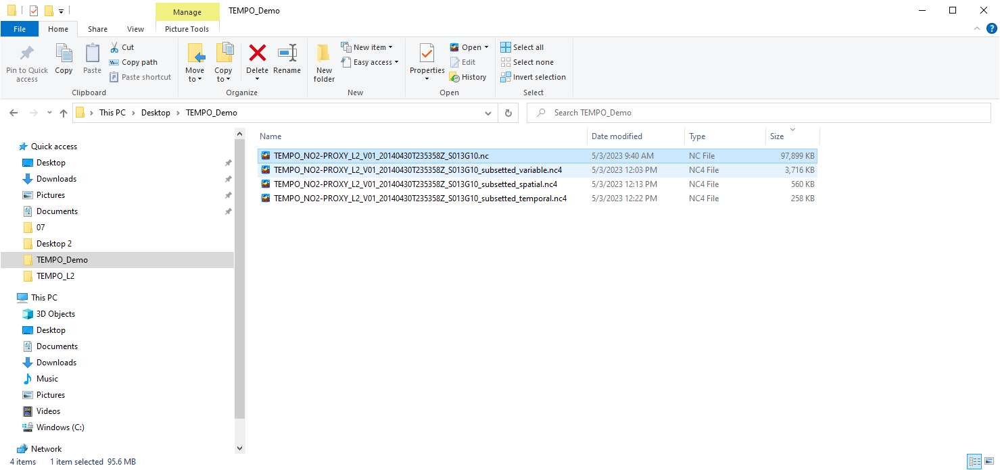 TEMPO_Demo
Manage
File Home Share View Picture Tools
Pin to Quick access
Copy
Paste
Cut
Copy path
Paste shortcut
Clipboard
Move to
Copy to
Delete
Rename
Organize
New folder
New item
Easy access
New
Properties
Open
Edit
History
Open
Select all
Select none
Invert selection
Select
This PC > Desktop > TEMPO_Demo
Search TEMPO_Demo
Quick access
Desktop
Downloads
Pictures
Documents
07
Desktop 2
TEMPO_Demo
TEMPO_L2
This PC
3D Objects
Desktop
Documents
Downloads
Music
Pictures
Videos
Windows (C:)
Network
Name Date modified Type Size
TEMPO_NO2-PROXY_L2_V01_20140430T235358Z_S013G10.nc 5/3/2023 9:40 AM NC File 97,899 KB
TEMPO_NO2-PROXY_L2_V01_20140430T235358Z_S013G10_subsetted_variable.nc4 5/3/2023 12:03 PM NC4 File 3,716 KB
TEMPO_NO2-PROXY_L2_V01_20140430T235358Z_S013G10_subsetted_spatial.nc4 5/3/2023 12:13 PM NC4 File 560 KB
TEMPO_NO2-PROXY_L2_V01_20140430T235358Z_S013G10_subsetted_temporal.nc4 5/3/2023 12:22 PM NC4 File 258 KB
4 items 1 item selected 95.6 MB